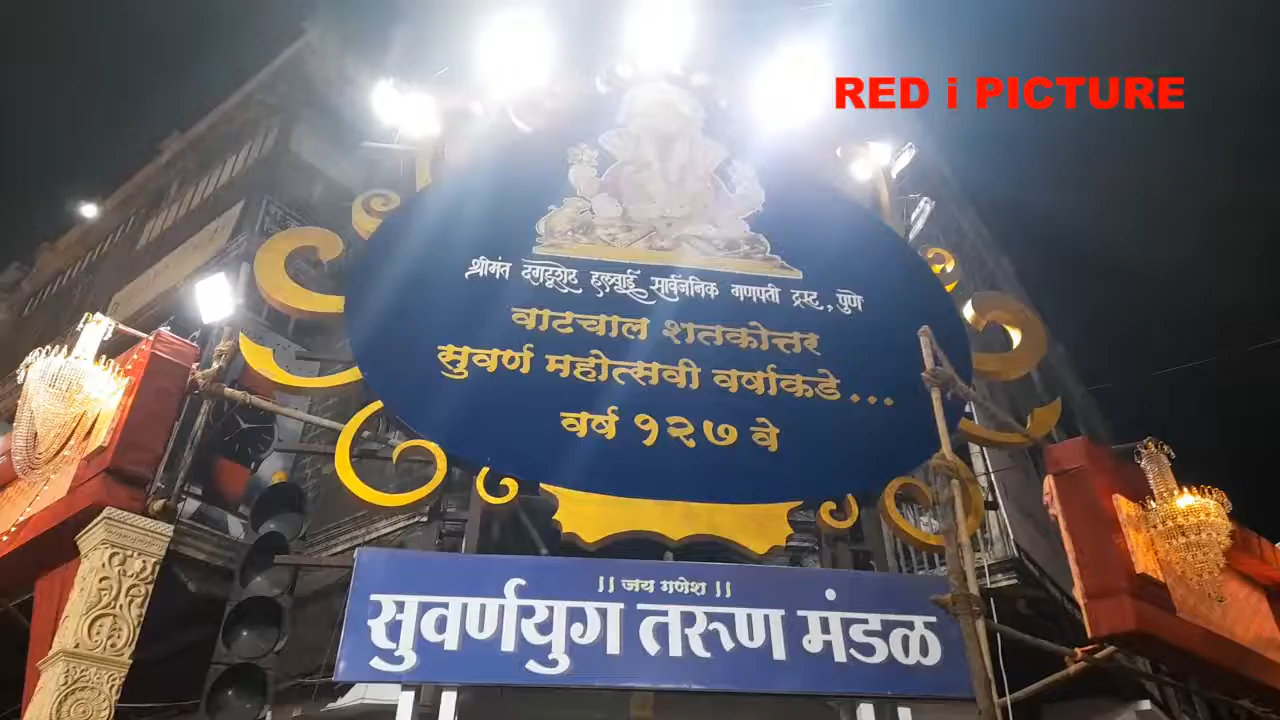 RED i PICTURE
श्रीमंत दगडूशेठ हलवाई सार्वजनिक गणपती ट्रस्ट, पुणे
वाटचाल शतकोत्तर
सुवर्ण महोत्सवी वर्षाकडे...
वर्ष १२७ वे
|| जय गणेश ||
सुवर्णयुग तरूण मंडळ